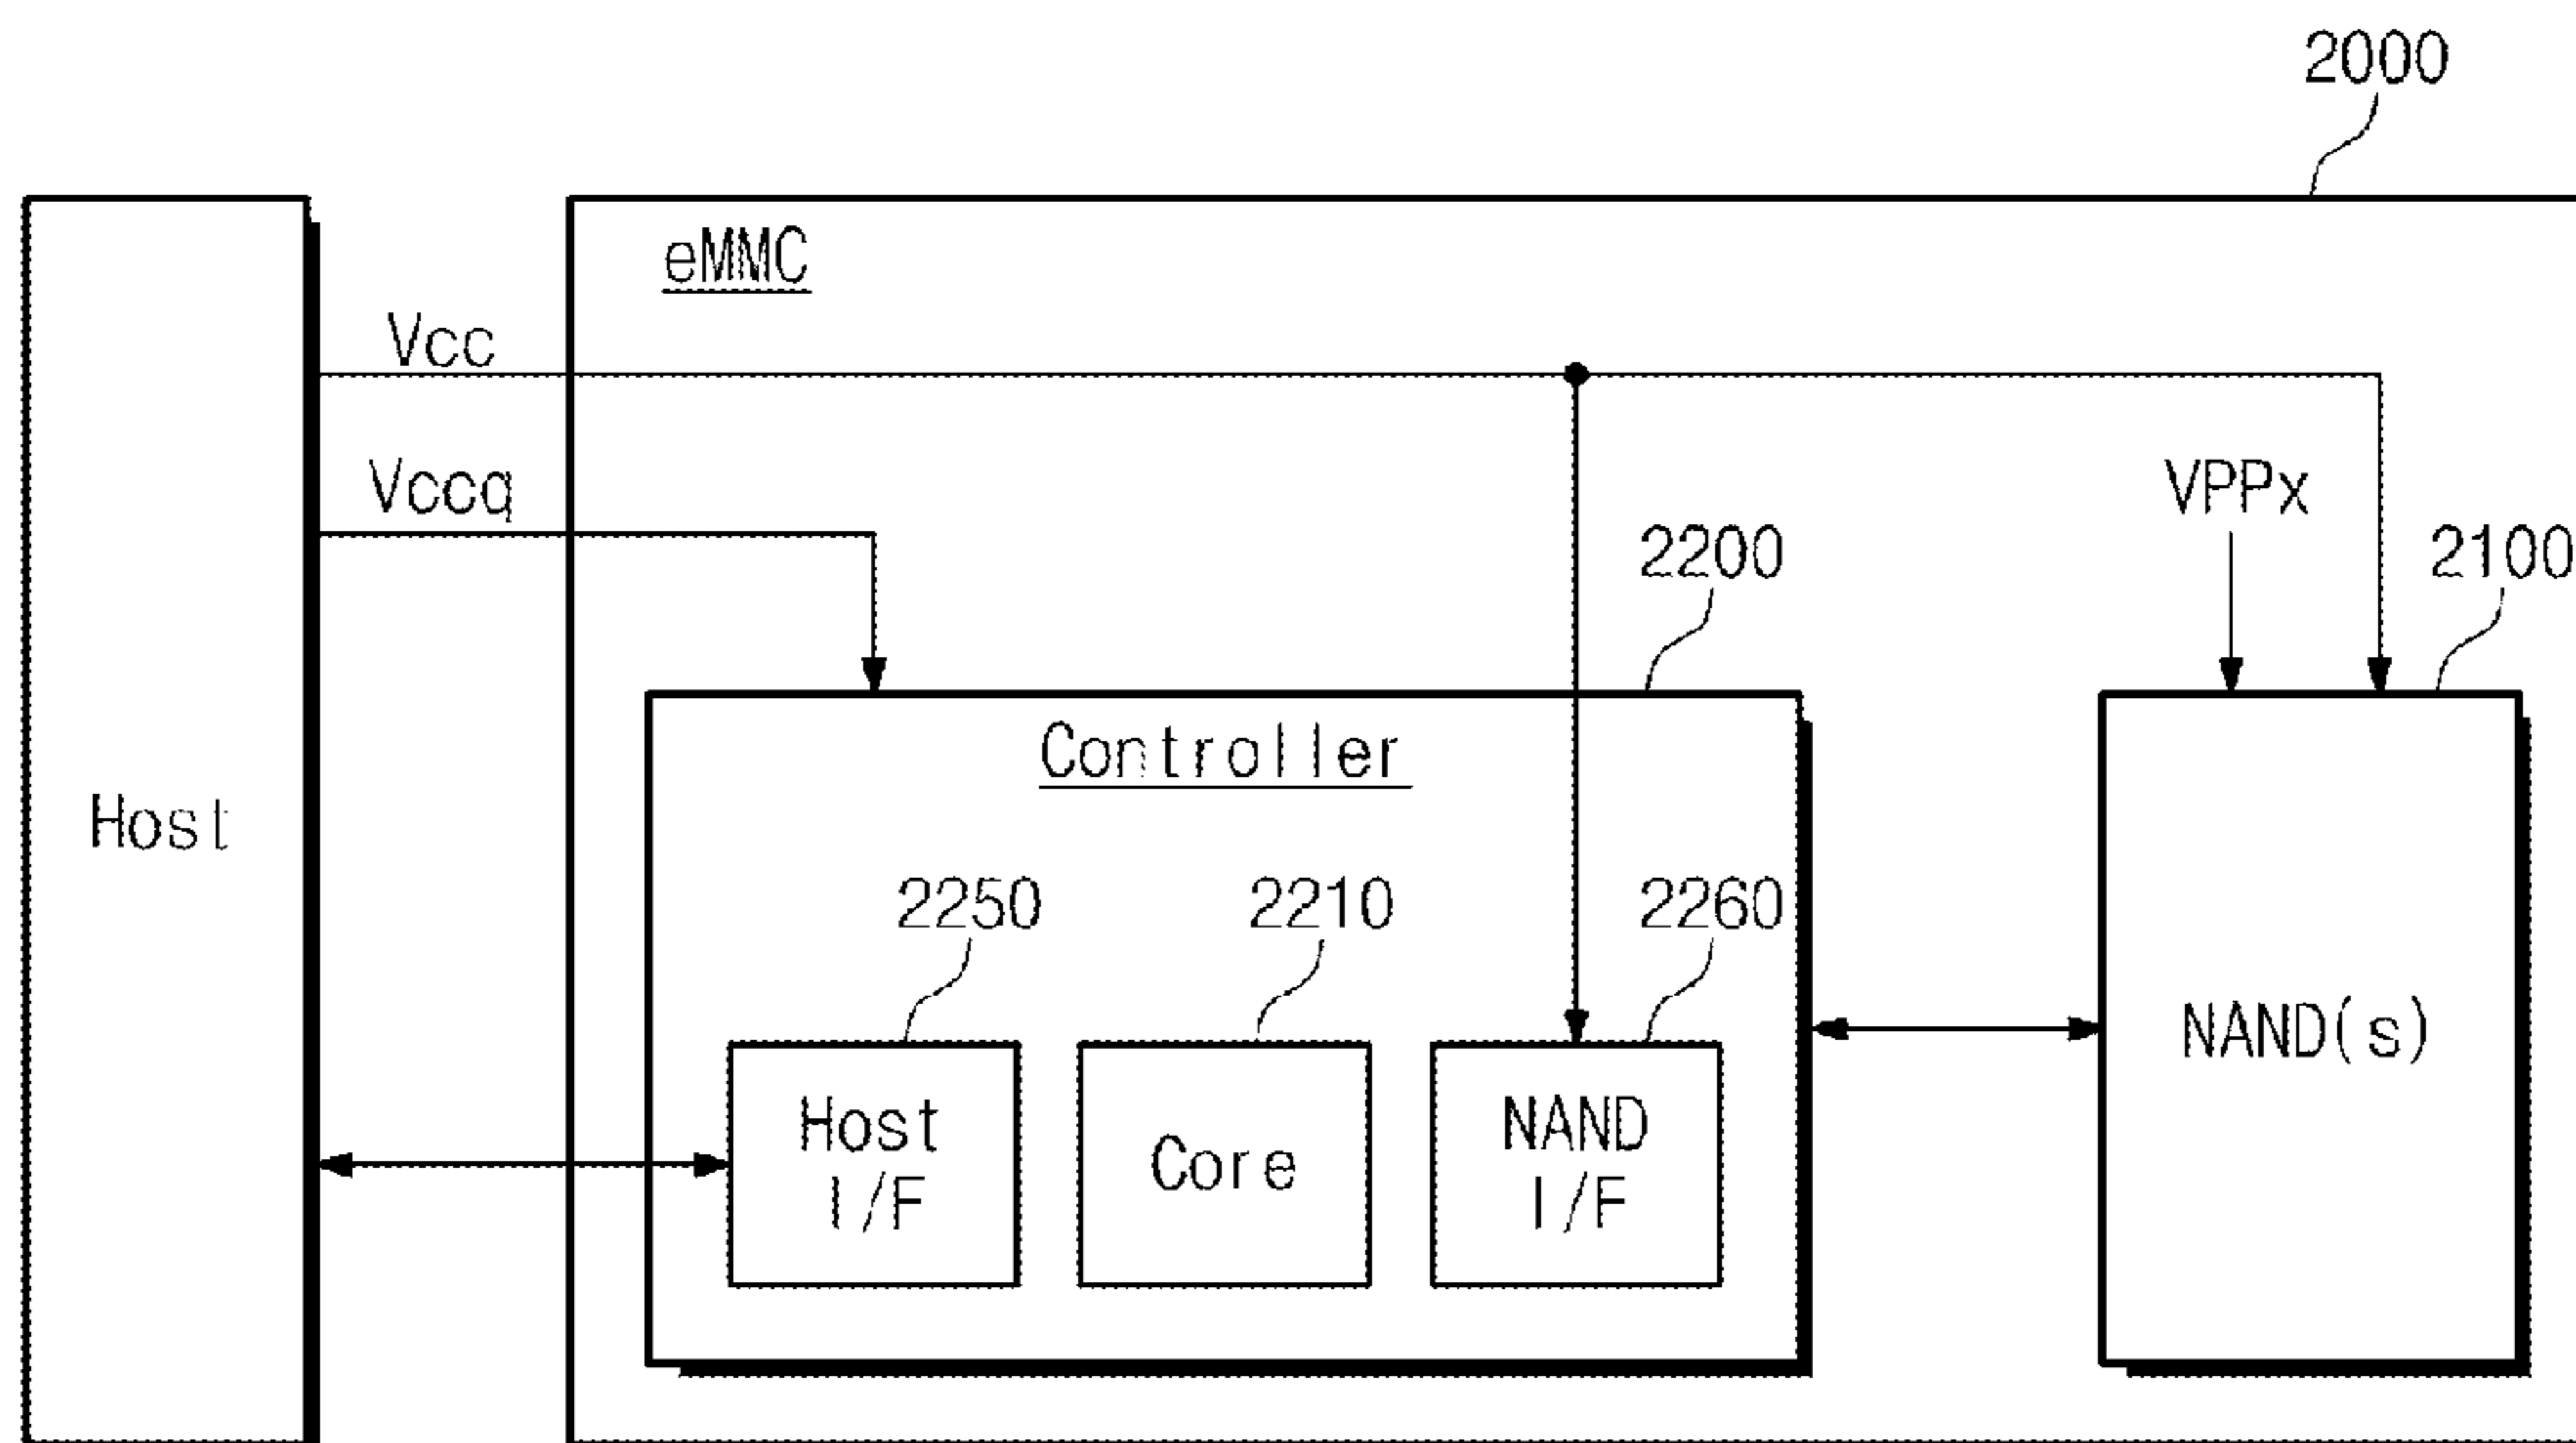 2000
eMMC
Vcc
Vccq
VPPx
2200
2100
Controller
Host
2250
2210
2260
Host
I/F
Core
NAND
I/F
NAND(s)